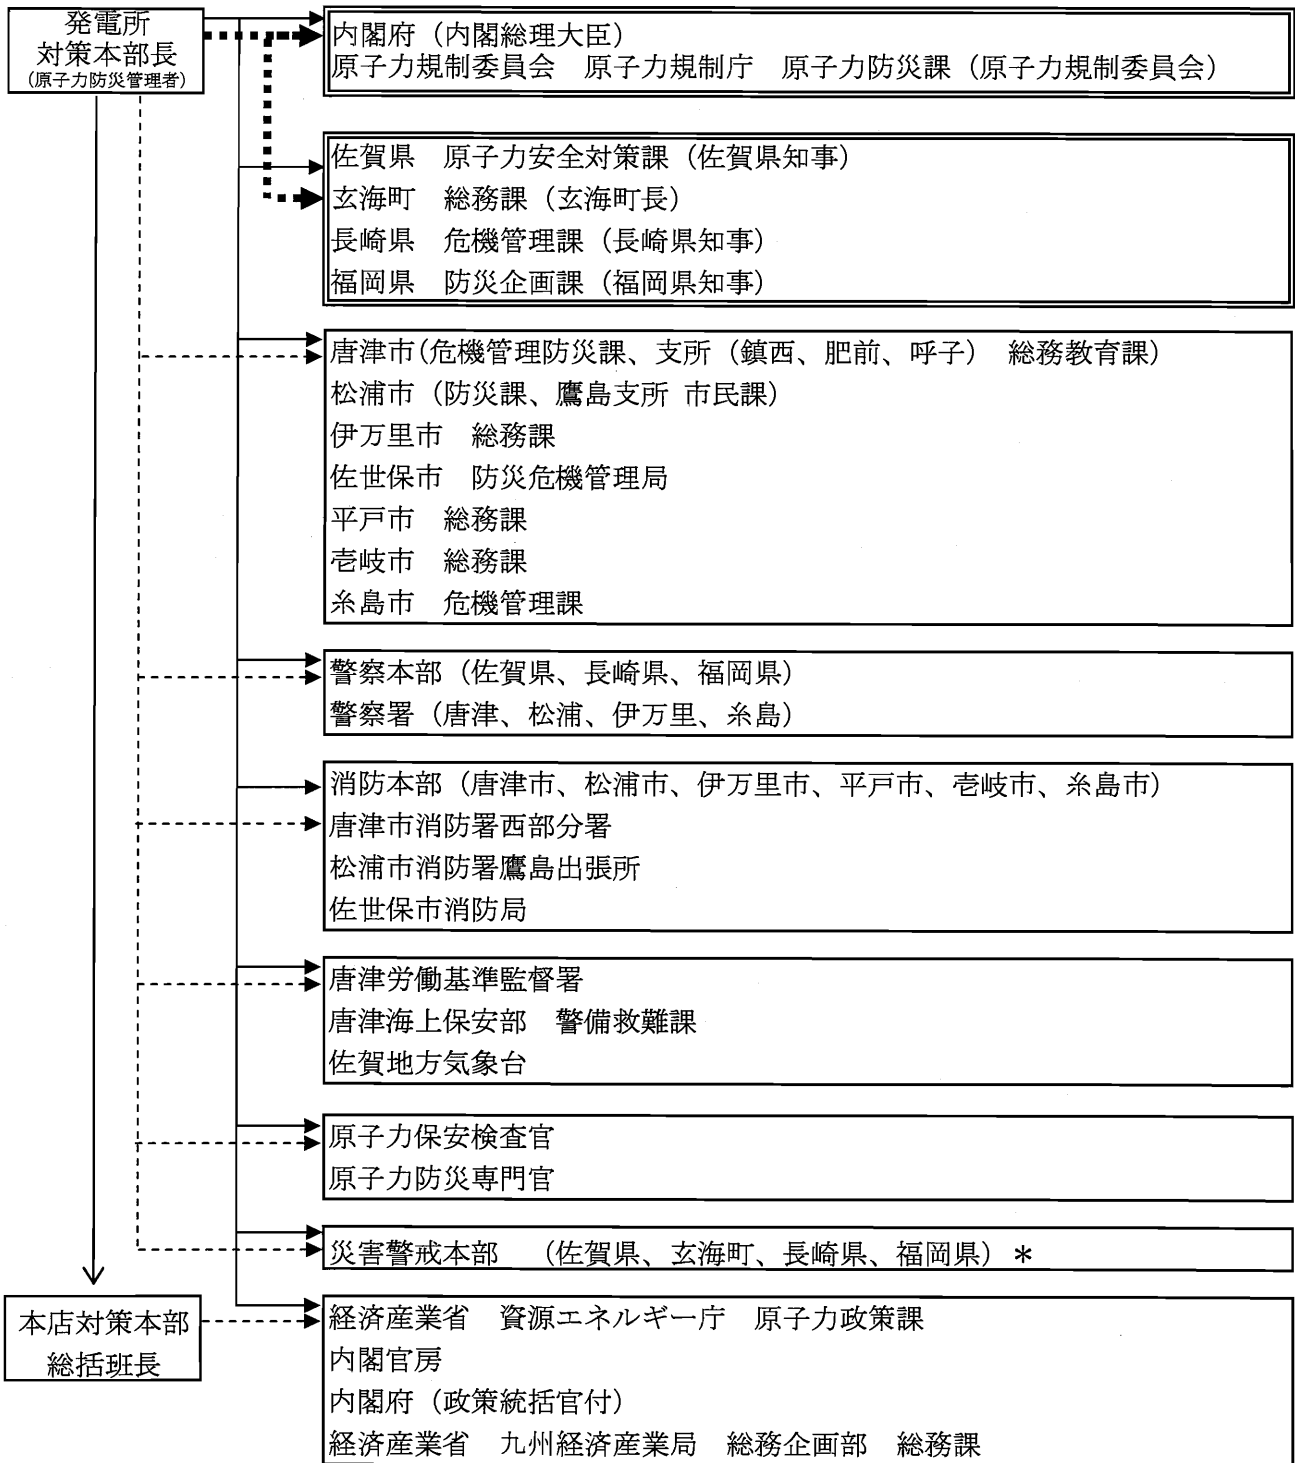 発電所
対策本部長
(原子力防災管理者)
内閣府（内閣総理大臣）
原子力規制委員会　原子力規制庁　原子力防災課（原子力規制委員会）
佐賀県　原子力安全対策課（佐賀県知事）
玄海町　総務課（玄海町長）
長崎県　危機管理課（長崎県知事）
福岡県　防災企画課（福岡県知事）
唐津市(危機管理防災課、支所（鎮西、肥前、呼子）　総務教育課）
松浦市（防災課、鷹島支所 市民課）
伊万里市　総務課
佐世保市　防災危機管理局
平戸市　総務課
壱岐市　総務課
糸島市　危機管理課
警察本部（佐賀県、長崎県、福岡県）
警察署（唐津、松浦、伊万里、糸島）
消防本部（唐津市、松浦市、伊万里市、平戸市、壱岐市、糸島市）
唐津市消防署西部分署
松浦市消防署鷹島出張所
佐世保市消防局
唐津労働基準監督署
唐津海上保安部　警備救難課
佐賀地方気象台
原子力保安検査官
原子力防災専門官
災害警戒本部　（佐賀県、玄海町、長崎県、福岡県）＊
本店対策本部
総括班長
経済産業省　資源エネルギー庁　原子力政策課
内閣官房
内閣府（政策統括官付）
経済産業省　九州経済産業局　総務企画部　総務課